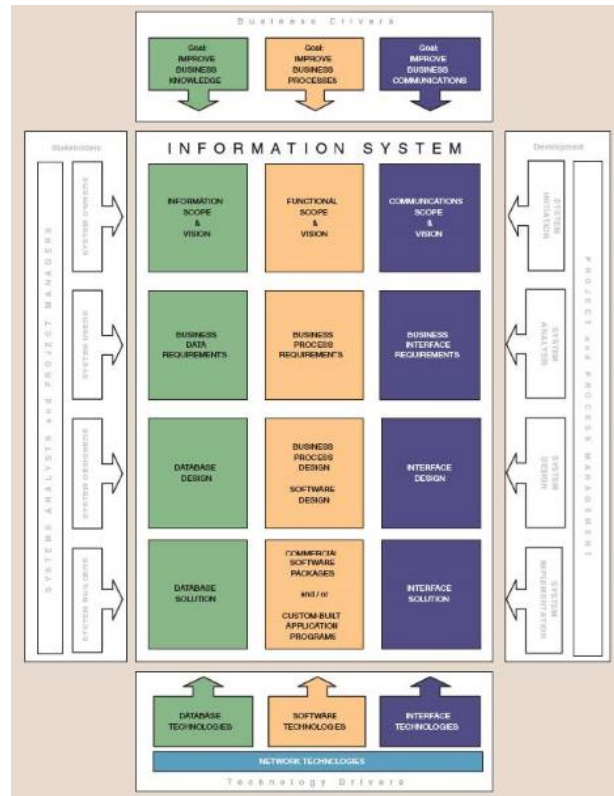 Business Drivers
Goal:
IMPROVE
BUSINESS
KNOWLEDGE
Goal:
IMPROVE
BUSINESS
PROCESSES
Goal:
IMPROVE
BUSINESS
COMMUNICATIONS
Stakeholders
SYSTEMS ANALYSTS and PROJECT MANAGERS
SYSTEM OWNERS
SYSTEM USERS
SYSTEM DESIGNERS
SYSTEM BUILDERS
INFORMATION SYSTEM
INFORMATION
SCOPE
&
VISION
FUNCTIONAL
SCOPE
&
VISION
COMMUNICATIONS
SCOPE
&
VISION
BUSINESS
DATA
REQUIREMENTS
BUSINESS
PROCESS
REQUIREMENTS
BUSINESS
INTERFACE
REQUIREMENTS
DATABASE
DESIGN
BUSINESS
PROCESS
DESIGN
SOFTWARE
DESIGN
INTERFACE
DESIGN
DATABASE
SOLUTION
COMMERCIAL
SOFTWARE
PACKAGES
and / or
CUSTOM-BUILT
APPLICATION
PROGRAMS
INTERFACE
SOLUTION
Development
SYSTEM
INITIATION
SYSTEM
ANALYSIS
SYSTEM
DESIGN
SYSTEM
IMPLEMENTATION
PROJECT and PROCESS MANAGEMENT
DATABASE
TECHNOLOGIES
SOFTWARE
TECHNOLOGIES
INTERFACE
TECHNOLOGIES
NETWORK TECHNOLOGIES
Technology Drivers